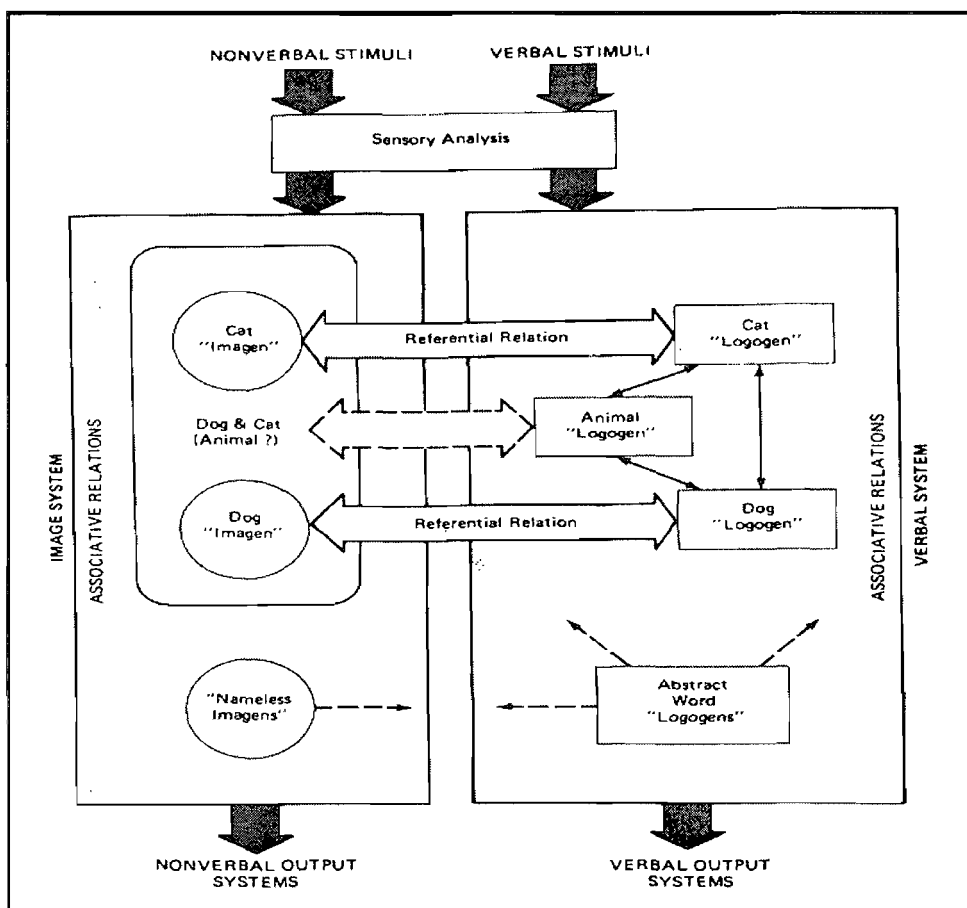 NONVERBAL STIMULI
VERBAL STIMULI
Sensory Analysis
IMAGE SYSTEM
ASSOCIATIVE RELATIONS
Cat
"Imagen"
Referential Relation
Cat
"Logogen"
Dog & Cat
(Animal ?)
Animal
"Logogen"
Dog
"Imagen"
Referential Relation
Dog
"Logogen"
ASSOCIATIVE RELATIONS
VERBAL SYSTEM
"Nameless
Imagens"
Abstract
Word
"Logogens"
NONVERBAL OUTPUT
SYSTEMS
VERBAL OUTPUT
SYSTEMS